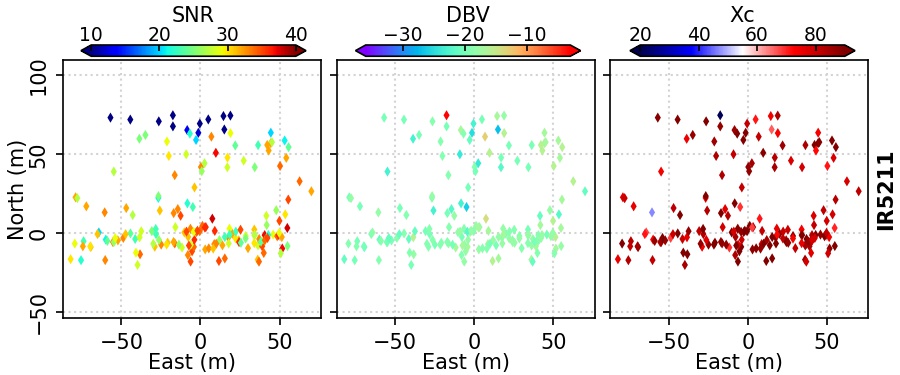 SNR DBV Xc
10 20 30 40 −30 −20 −10 20 40 60 80
100
50
0
−50
North (m)
IR5211
−50 0 50 −50 0 50 −50 0 50
East (m) East (m) East (m)